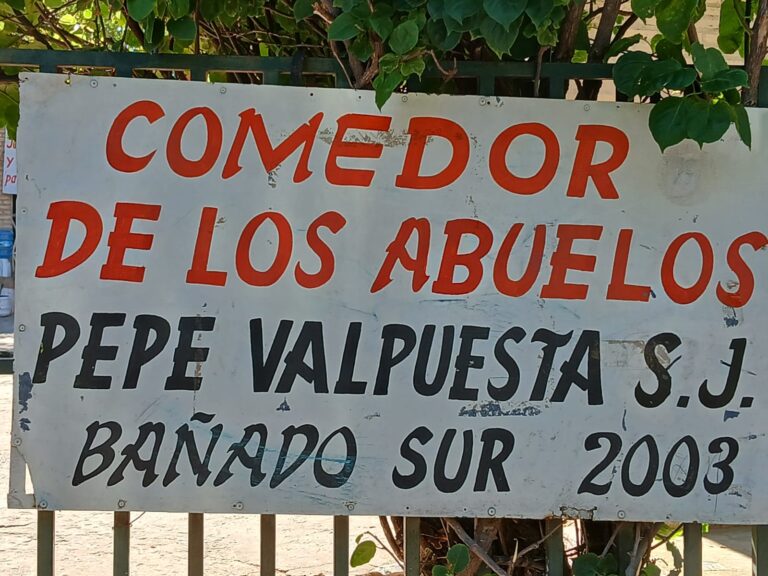 COMEDOR
DE LOS ABUELOS
PEPE VALPUESTA S.J.
BAÑADO SUR 2003